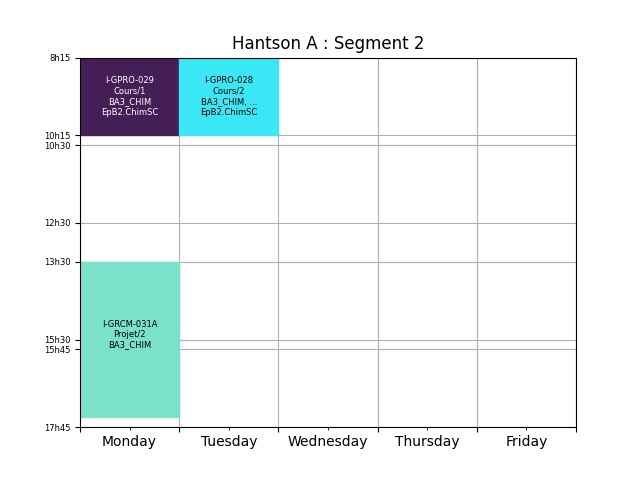 Hantson A : Segment 2
8h15
I-GPRO-029
Cours/1
BA3_CHIM
EpB2.ChimSC
I-GPRO-028
Cours/2
BA3_CHIM, ...
EpB2.ChimSC
10h15
10h30
12h30
13h30
I-GRCM-031A
Projet/2
BA3_CHIM
15h30
15h45
17h45
Monday Tuesday Wednesday Thursday Friday